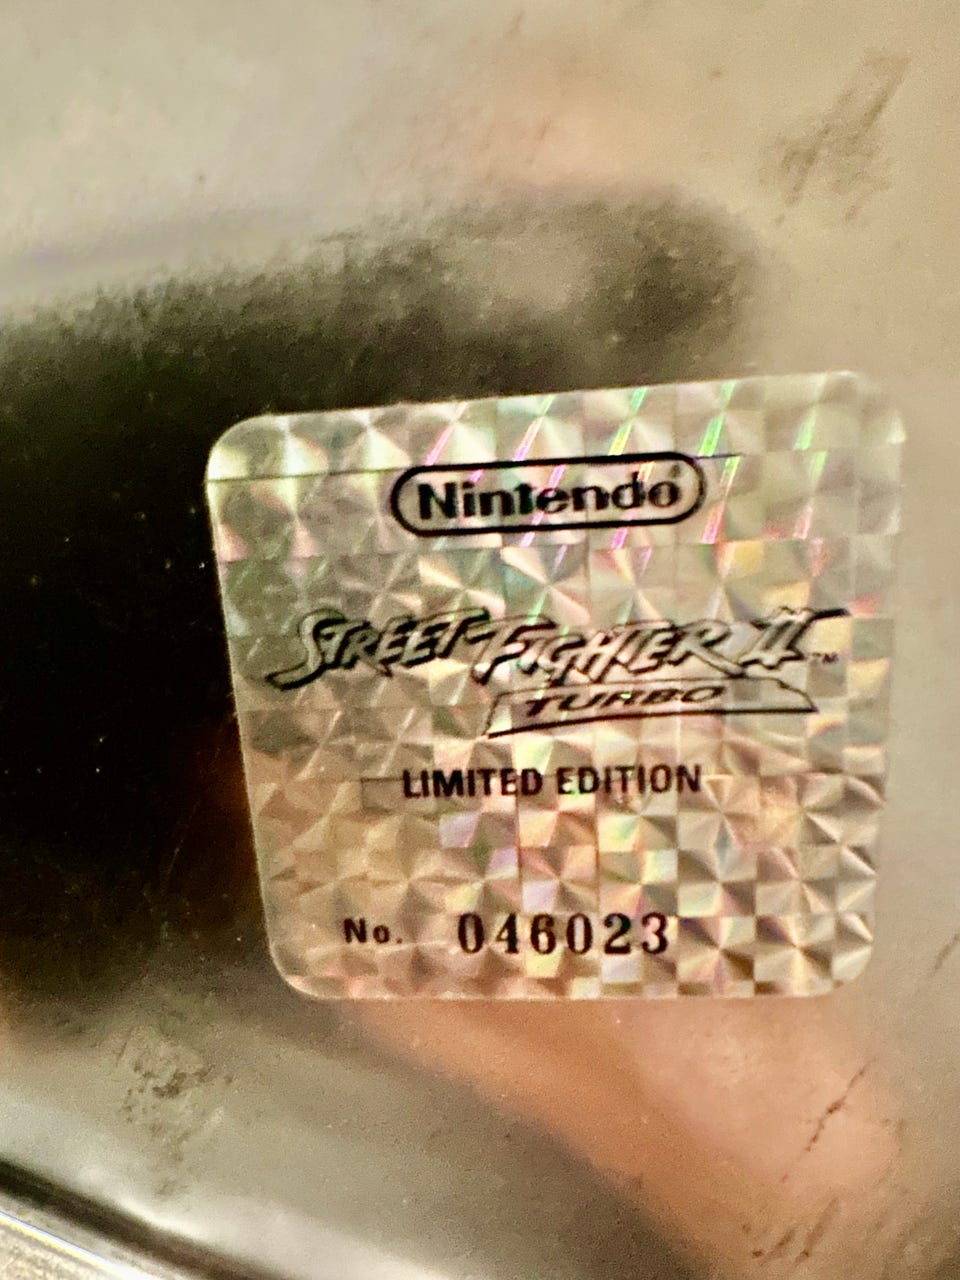 Nintendo®
STREET FIGHTER II™
TURBO
LIMITED EDITION
No. 046023